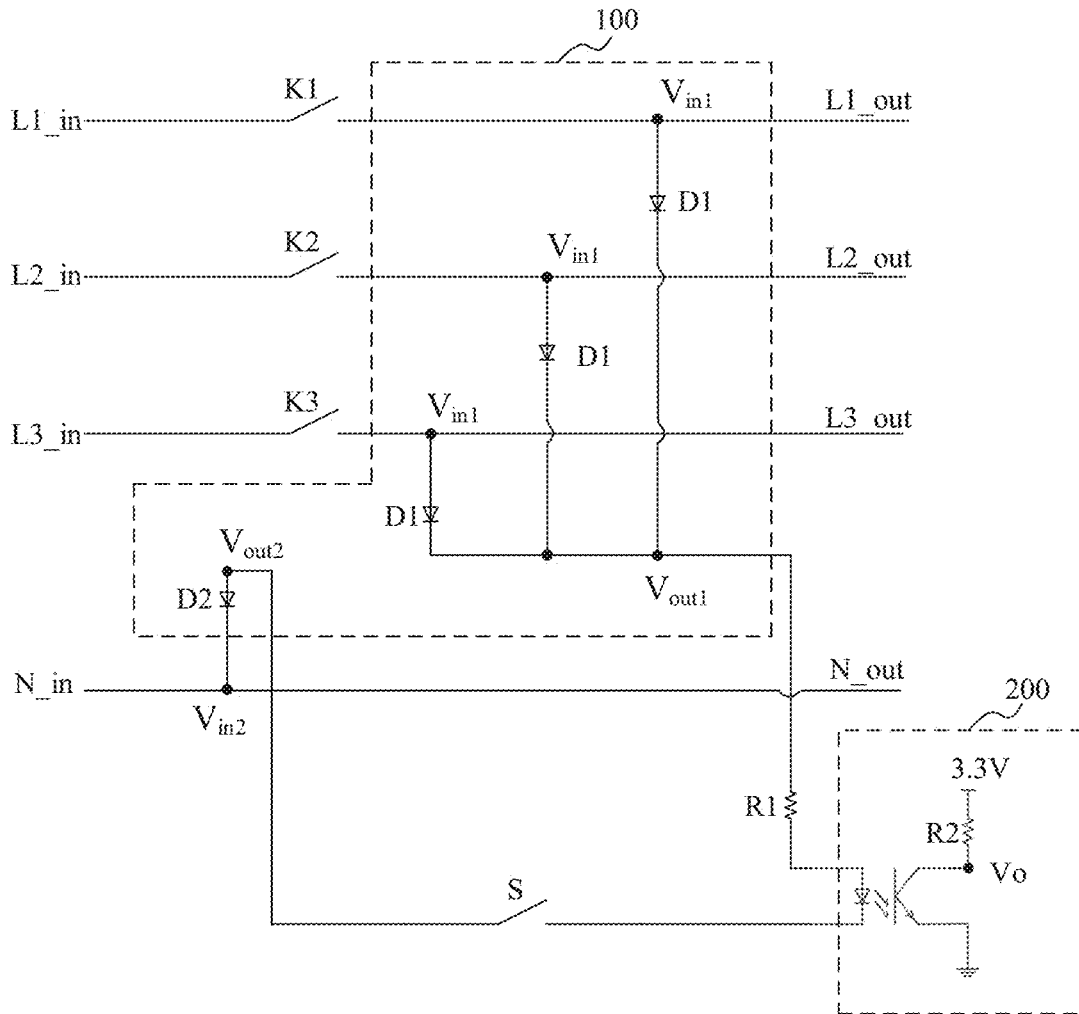 100
K1
V_in1
L1_out
L1_in
D1
K2
V_in1
L2_out
L2_in
D1
K3
V_in1
L3_out
L3_in
D1
V_out2
D2
V_out1
N_in
N_out
V_in2
200
3.3V
R1
R2
Vo
S